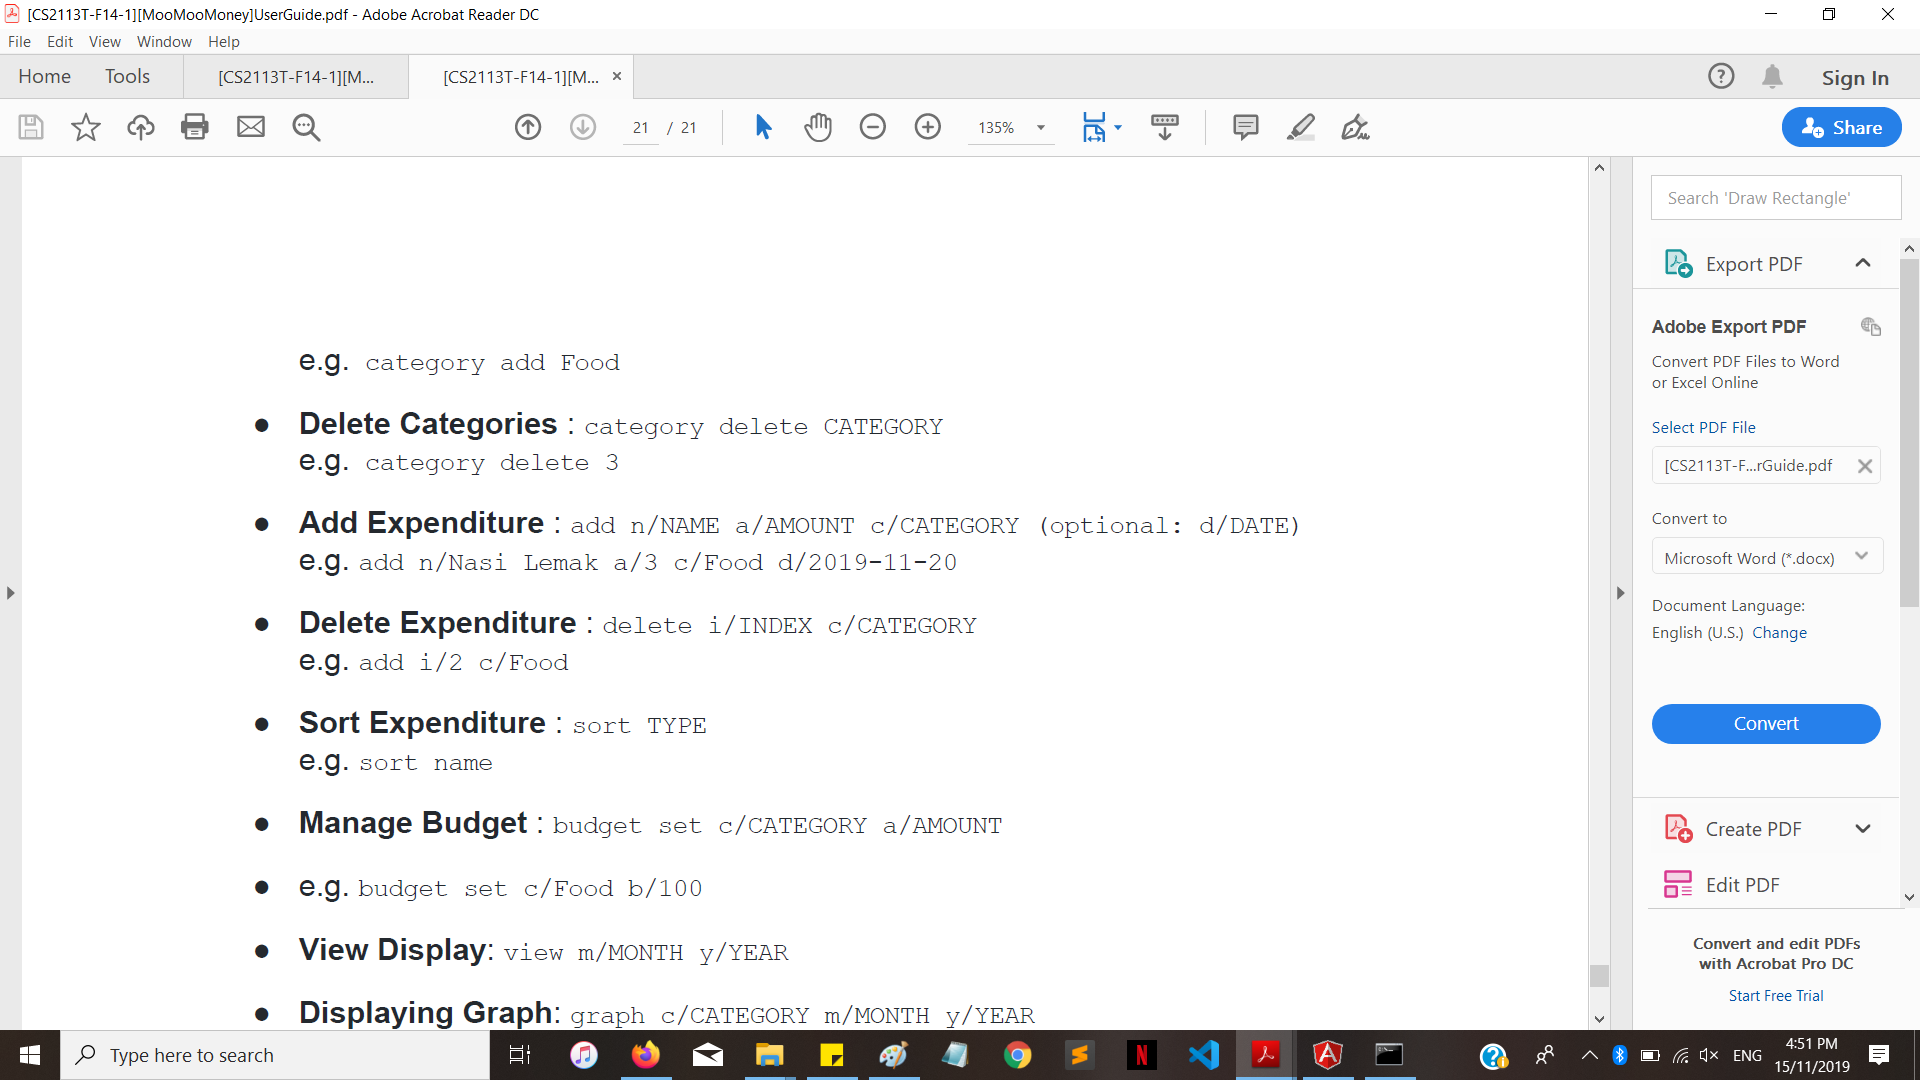 [CS2113T-F14-1][MooMooMoney]UserGuide.pdf - Adobe Acrobat Reader DC
File Edit View Window Help
Home Tools [CS2113T-F14-1][M... [CS2113T-F14-1][M... × Sign In
21 / 21 135% Share
Search 'Draw Rectangle'
Export PDF
Adobe Export PDF
Convert PDF Files to Word
or Excel Online
Select PDF File
[CS2113T-F...rGuide.pdf
Convert to
Microsoft Word (*.docx)
Document Language:
English (U.S.) Change
Convert
Create PDF
Edit PDF
Convert and edit PDFs
with Acrobat Pro DC
Start Free Trial
e.g. category add Food
● Delete Categories : category delete CATEGORY
e.g. category delete 3
● Add Expenditure : add n/NAME a/AMOUNT c/CATEGORY (optional: d/DATE)
e.g. add n/Nasi Lemak a/3 c/Food d/2019-11-20
● Delete Expenditure : delete i/INDEX c/CATEGORY
e.g. add i/2 c/Food
● Sort Expenditure : sort TYPE
e.g. sort name
● Manage Budget : budget set c/CATEGORY a/AMOUNT
● e.g. budget set c/Food b/100
● View Display: view m/MONTH y/YEAR
● Displaying Graph: graph c/CATEGORY m/MONTH y/YEAR
Type here to search
ENG
4:51 PM
15/11/2019